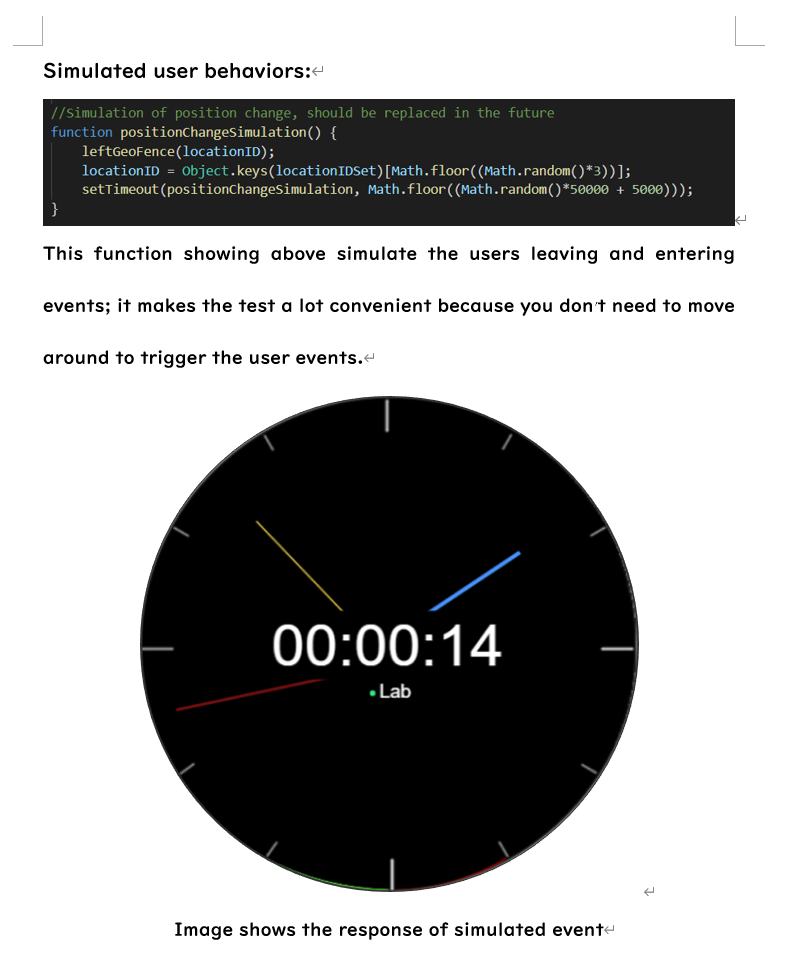 Simulated user behaviors:
//Simulation of position change, should be replaced in the future
function positionChangeSimulation() {
    leftGeoFence(locationID);
    locationID = Object.keys(locationIDSet)[Math.floor((Math.random()*3))];
    setTimeout(positionChangeSimulation, Math.floor((Math.random()*50000 + 5000)));
}
This function showing above simulate the users leaving and entering
events; it makes the test a lot convenient because you don't need to move
around to trigger the user events.
00:00:14
Lab
Image shows the response of simulated event